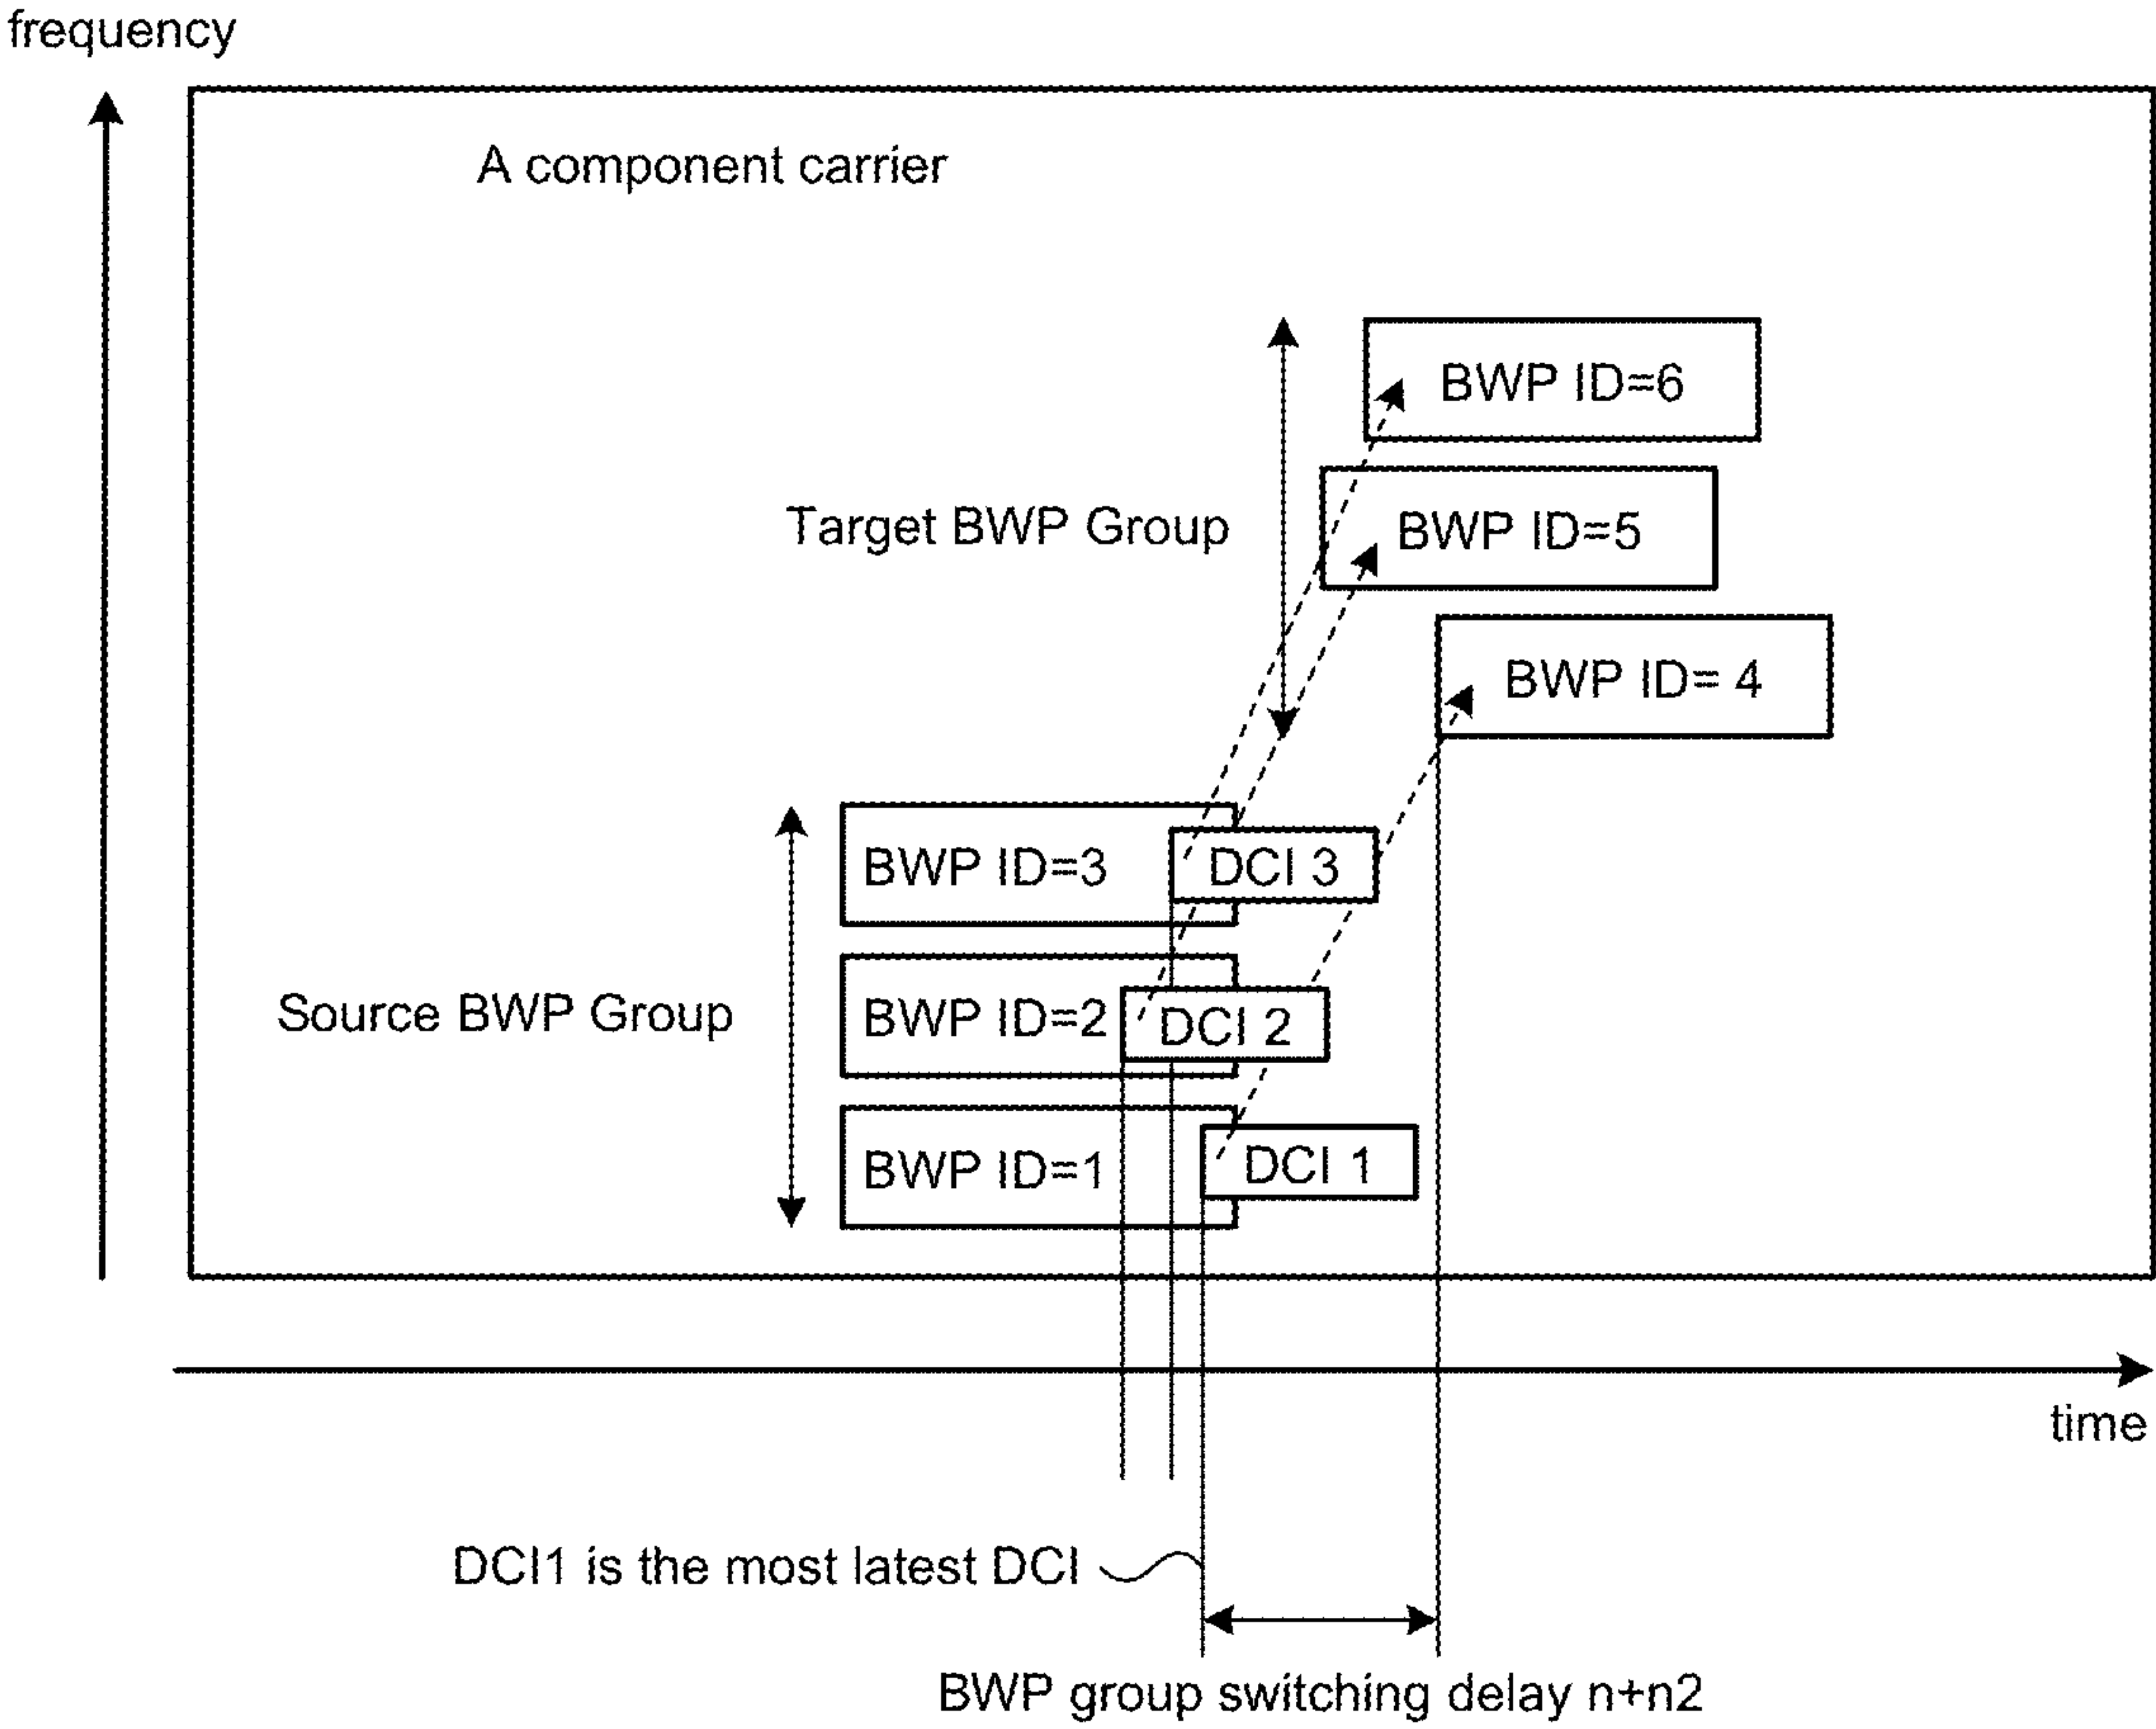 frequency
A component carrier
BWP ID=6
Target BWP Group
BWP ID=5
BWP ID= 4
BWP ID=3
DCI 3
Source BWP Group
BWP ID=2
DCI 2
BWP ID=1
DCI 1
time
DCI1 is the most latest DCI
BWP group switching delay n+n2